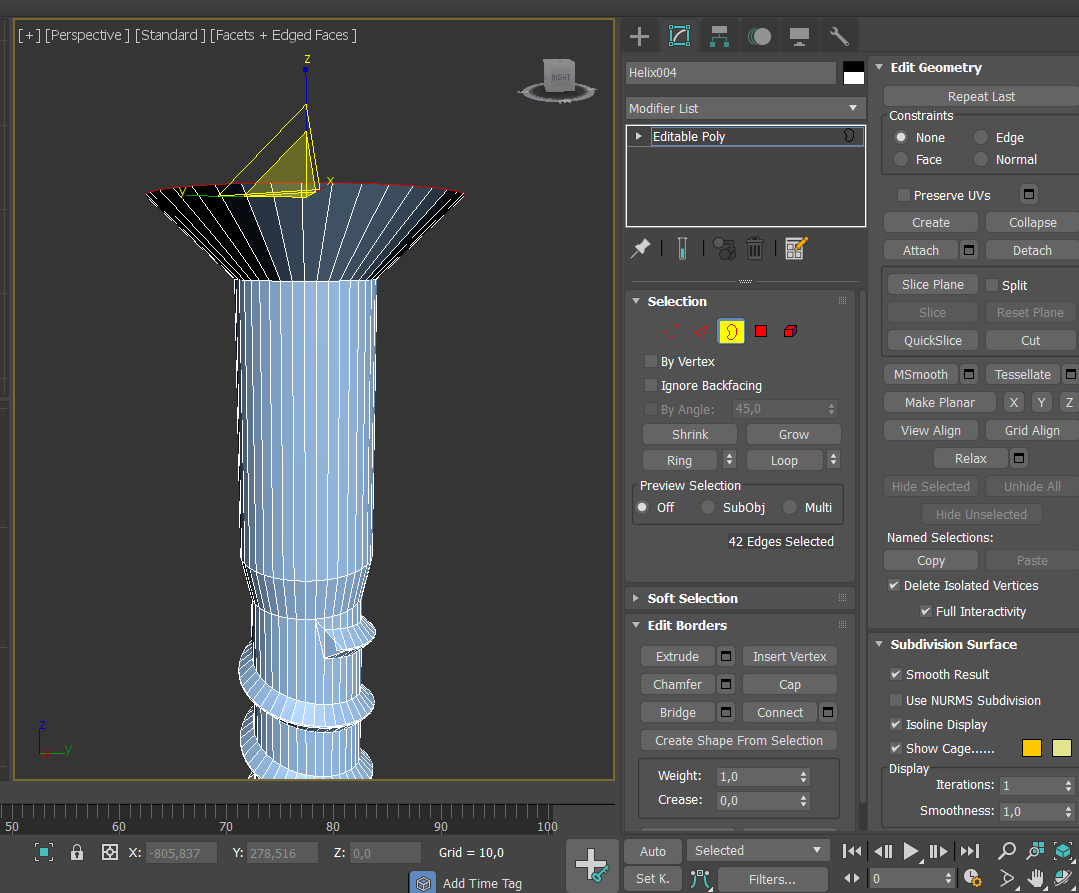 [+] [Perspective ] [Standard ] [Facets + Edged Faces ]
z
RIGHT
x
y
z
y
50 60 70 80 90 100
X: -805,837 Y: 278,516 Z: 0,0 Grid = 10,0
Add Time Tag
Helix004
Modifier List
Editable Poly
Selection
By Vertex
Ignore Backfacing
By Angle: 45,0
Shrink Grow
Ring Loop
Preview Selection
Off SubObj Multi
42 Edges Selected
Soft Selection
Edit Borders
Extrude Insert Vertex
Chamfer Cap
Bridge Connect
Create Shape From Selection
Weight: 1,0
Crease: 0,0
Edit Geometry
Repeat Last
Constraints
None Edge
Face Normal
Preserve UVs
Create Collapse
Attach Detach
Slice Plane Split
Slice Reset Plane
QuickSlice Cut
MSmooth Tessellate
Make Planar X Y Z
View Align Grid Align
Relax
Hide Selected Unhide All
Hide Unselected
Named Selections:
Copy Paste
Delete Isolated Vertices
Full Interactivity
Subdivision Surface
Smooth Result
Use NURMS Subdivision
Isoline Display
Show Cage......
Display
Iterations: 1
Smoothness: 1,0
Auto Selected
Set K. Filters... 0